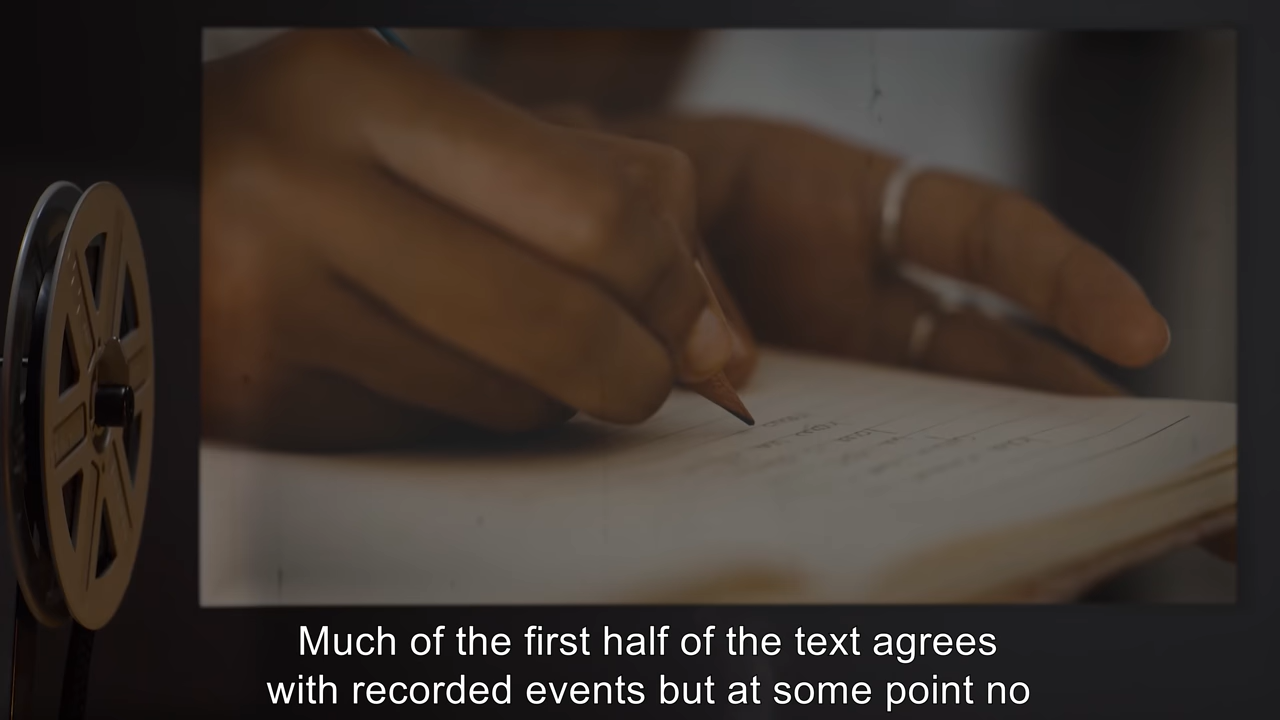 Much of the first half of the text agrees
with recorded events but at some point no